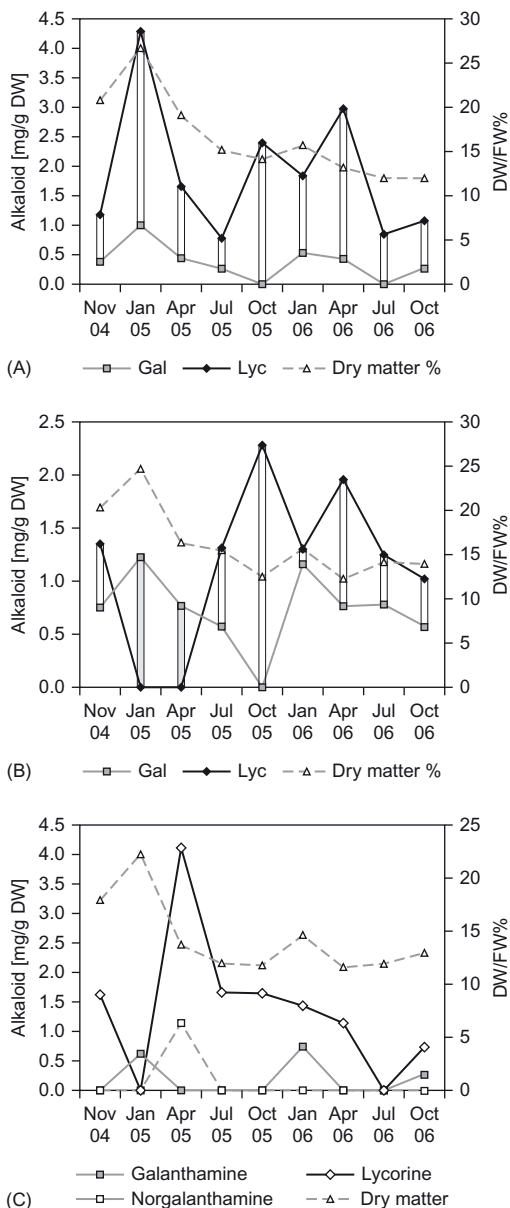 4.5 30
4.0 25
3.5
3.0 20
2.5 15
2.0
1.5 10
1.0 5
0.5
0.0 0
Alkaloid [mg/g DW]
DW/FW%
Nov Jan Apr Jul Oct Jan Apr Jul Oct
04 05 05 05 05 06 06 06 06
(A) Gal Lyc Dry matter %
2.5 30
2.0 25
20
1.5
15
1.0
10
0.5 5
0.0 0
Alkaloid [mg/g DW]
DW/FW%
Nov Jan Apr Jul Oct Jan Apr Jul Oct
04 05 05 05 05 06 06 06 06
(B) Gal Lyc Dry matter %
4.5 25
4.0
3.5 20
3.0
2.5 15
2.0
1.5 10
1.0 5
0.5
0.0 0
Alkaloid [mg/g DW]
DW/FW%
Nov Jan Apr Jul Oct Jan Apr Jul Oct
04 05 05 05 05 06 06 06 06
Galanthamine Lycorine
(C) Norgalanthamine Dry matter